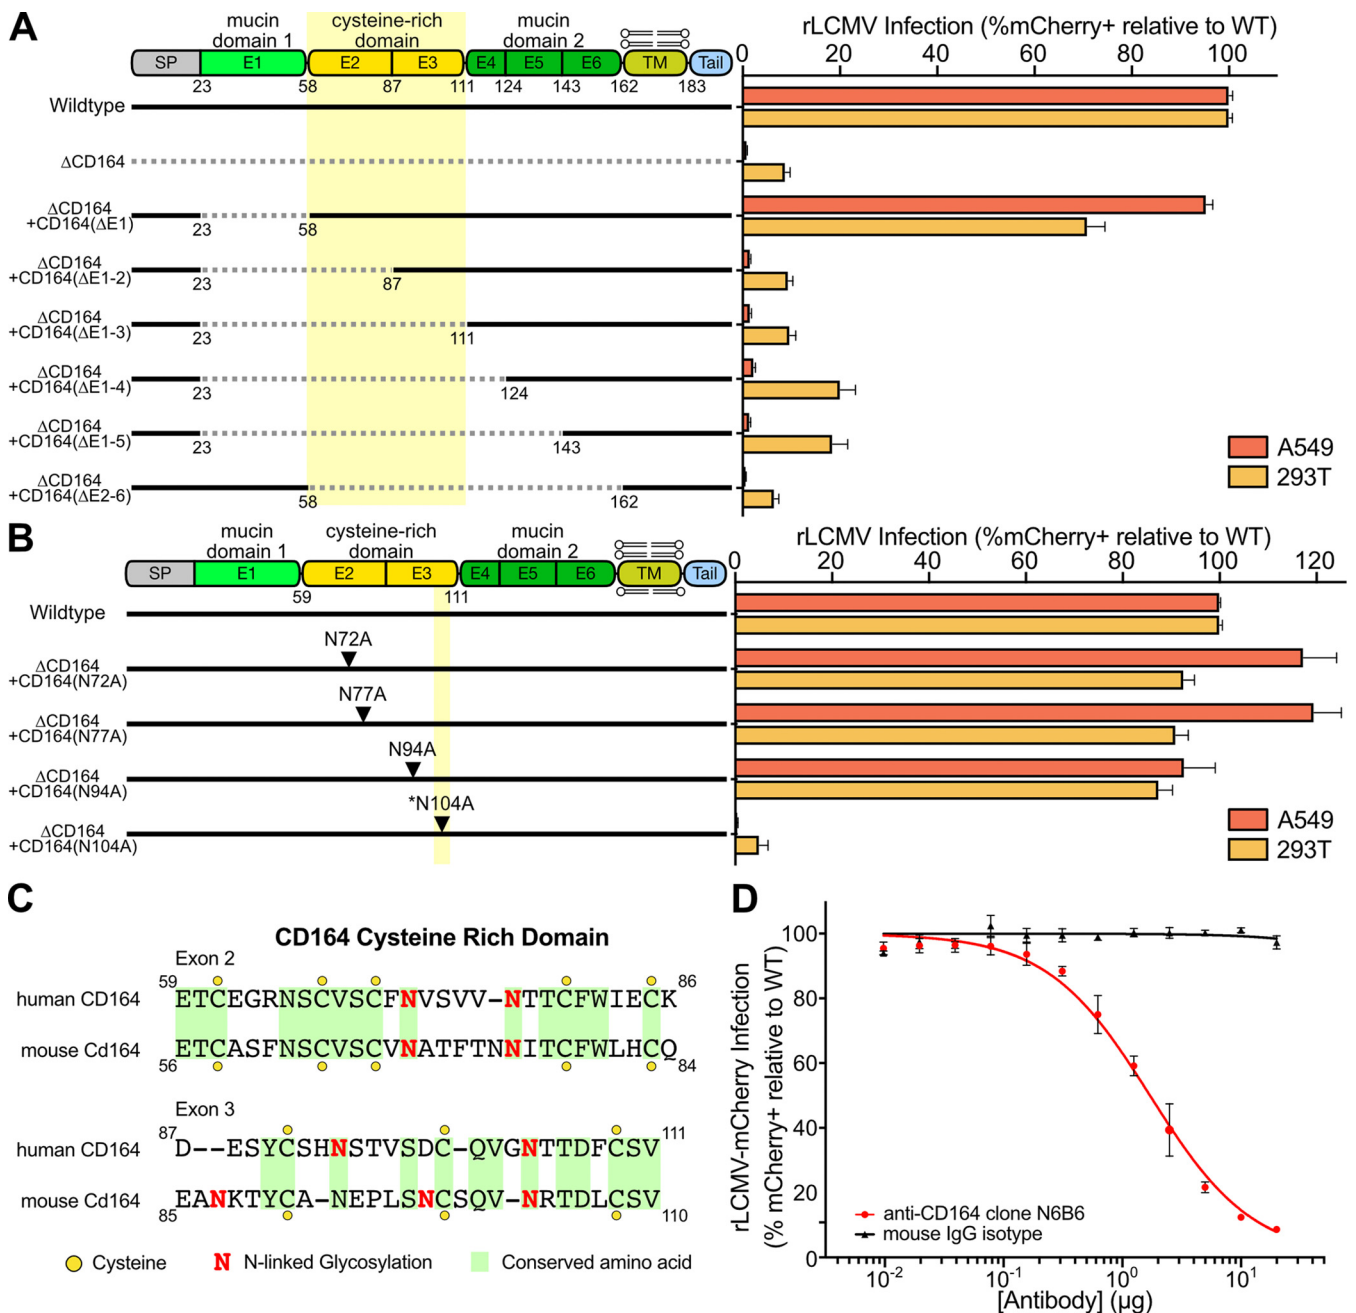 A
mucin domain 1
cysteine-rich domain
mucin domain 2
SP E1 E2 E3 E4 E5 E6 TM Tail
23 58 87 111 124 143 162 183
rLCMV Infection (%mCherry+ relative to WT)
0 20 40 60 80 100
Wildtype
ΔCD164
ΔCD164
+CD164(ΔE1)
23 58
ΔCD164
+CD164(ΔE1-2)
23 87
ΔCD164
+CD164(ΔE1-3)
23 111
ΔCD164
+CD164(ΔE1-4)
23 124
ΔCD164
+CD164(ΔE1-5)
23 143
ΔCD164
+CD164(ΔE2-6)
58 162
A549
293T
B
mucin domain 1
cysteine-rich domain
mucin domain 2
SP E1 E2 E3 E4 E5 E6 TM Tail
59 111
rLCMV Infection (%mCherry+ relative to WT)
0 20 40 60 80 100 120
Wildtype
N72A
ΔCD164
+CD164(N72A)
N77A
ΔCD164
+CD164(N77A)
N94A
ΔCD164
+CD164(N94A)
*N104A
ΔCD164
+CD164(N104A)
A549
293T
C
CD164 Cysteine Rich Domain
Exon 2
59 86
human CD164 ETCEGRNSCVSCFNVSVV-NTTCFWIECK
mouse Cd164 ETCASFNSCVSCVNATFTNNITCFWLHCQ
56 84
Exon 3
87 111
human CD164 D--ESYCSHNSTVSDC-QVGNTTDFCSV
mouse Cd164 EANKTYCA-NEPLSNCSQV-NRTDLCSV
85 110
Cysteine
N N-linked Glycosylation
Conserved amino acid
D
rLCMV-mCherry Infection
(% mCherry+ relative to WT)
100
80
60
40
20
0
anti-CD164 clone N6B6
mouse IgG isotype
10⁻² 10⁻¹ 10⁰ 10¹
[Antibody] (µg)